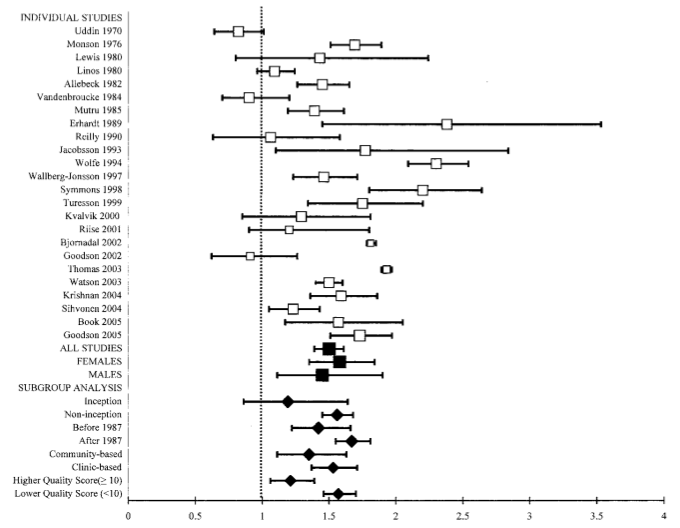 INDIVIDUAL STUDIES
Uddin 1970
Monson 1976
Lewis 1980
Linos 1980
Allebeck 1982
Vandenbroucke 1984
Mutru 1985
Erhardt 1989
Reilly 1990
Jacobsson 1993
Wolfe 1994
Wallberg-Jonsson 1997
Symmons 1998
Turesson 1999
Kvalvik 2000
Riise 2001
Bjornadal 2002
Goodson 2002
Thomas 2003
Watson 2003
Krishnan 2004
Sihvonen 2004
Book 2005
Goodson 2005
ALL STUDIES
FEMALES
MALES
SUBGROUP ANALYSIS
Inception
Non-inception
Before 1987
After 1987
Community-based
Clinic-based
Higher Quality Score(≥ 10)
Lower Quality Score (<10)
0 0.5 1 1.5 2 2.5 3 3.5 4